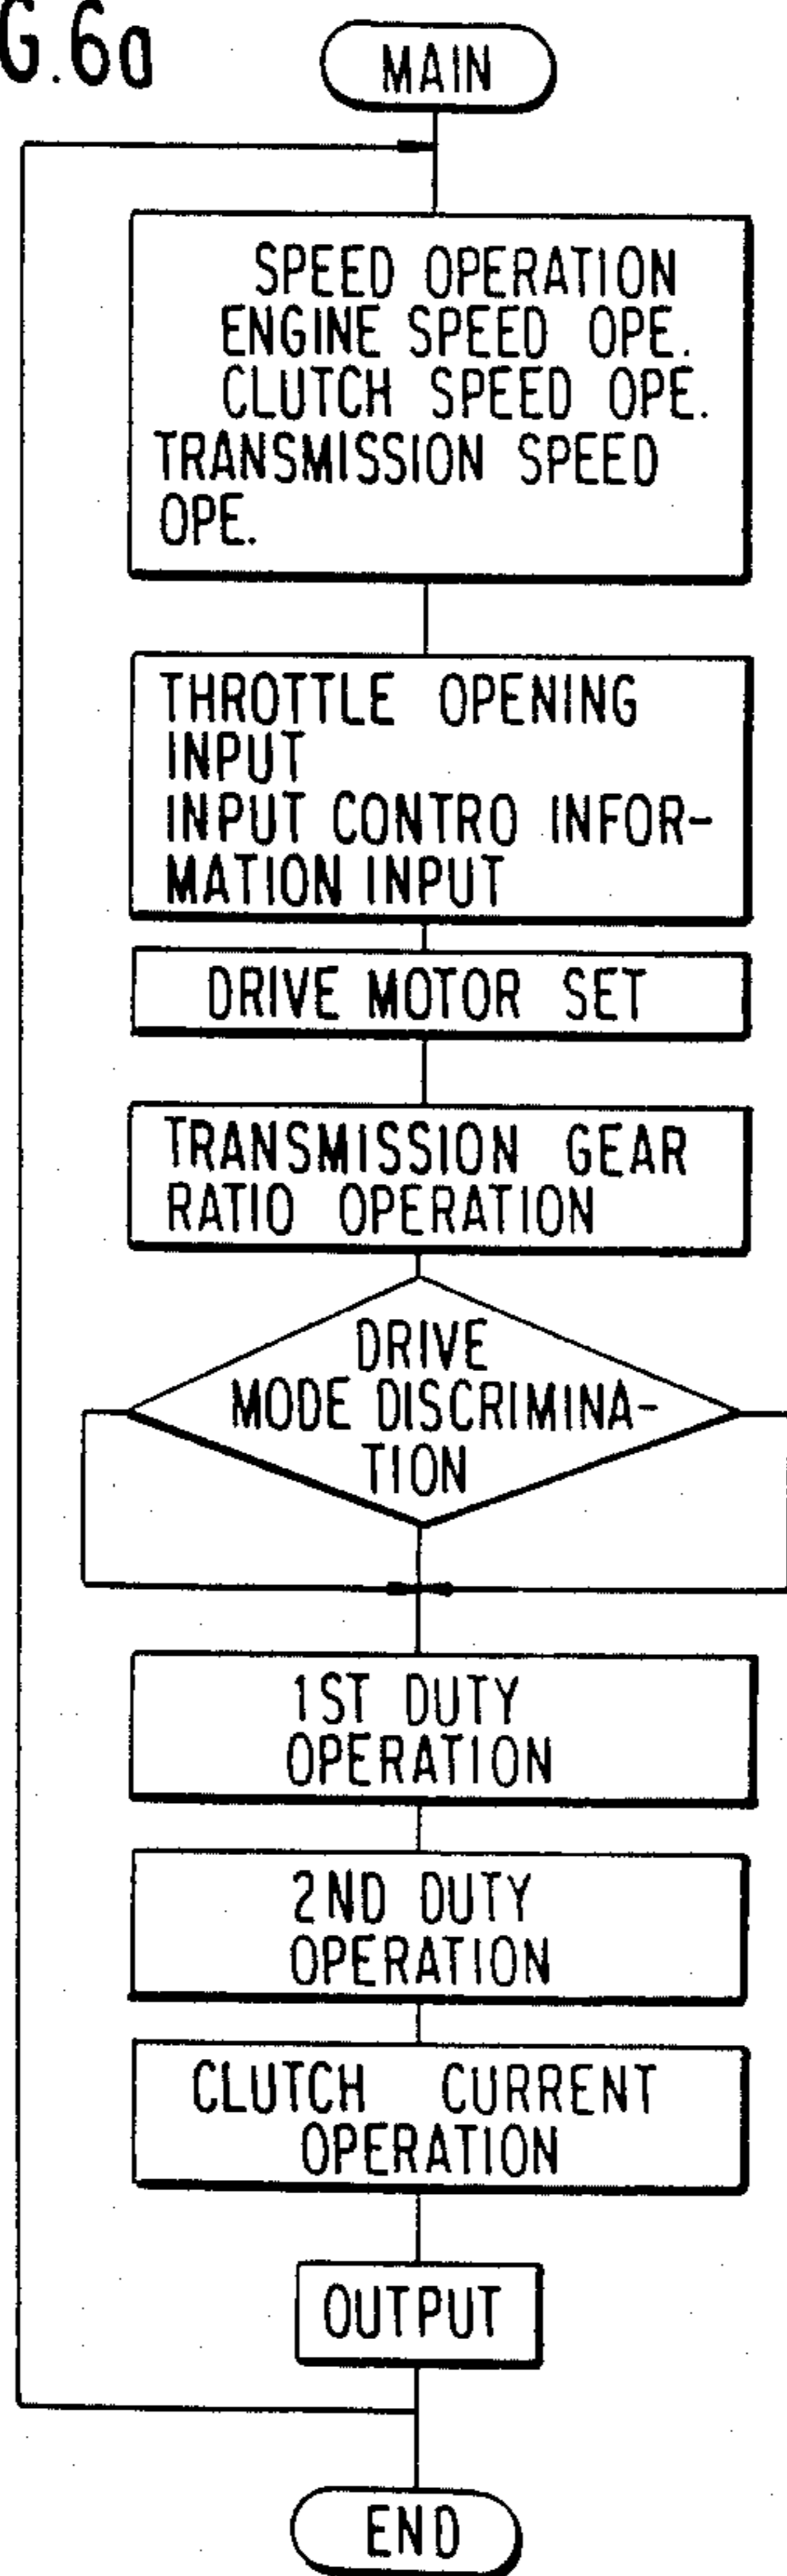 G.6a
MAIN
SPEED OPERATION
ENGINE SPEED OPE.
CLUTCH SPEED OPE.
TRANSMISSION SPEED
OPE.
THROTTLE OPENING
INPUT
INPUT CONTRO INFOR-
MATION INPUT
DRIVE MOTOR SET
TRANSMISSION GEAR
RATIO OPERATION
DRIVE
MODE DISCRIMINA-
TION
1ST DUTY
OPERATION
2ND DUTY
OPERATION
CLUTCH CURRENT
OPERATION
OUTPUT
END